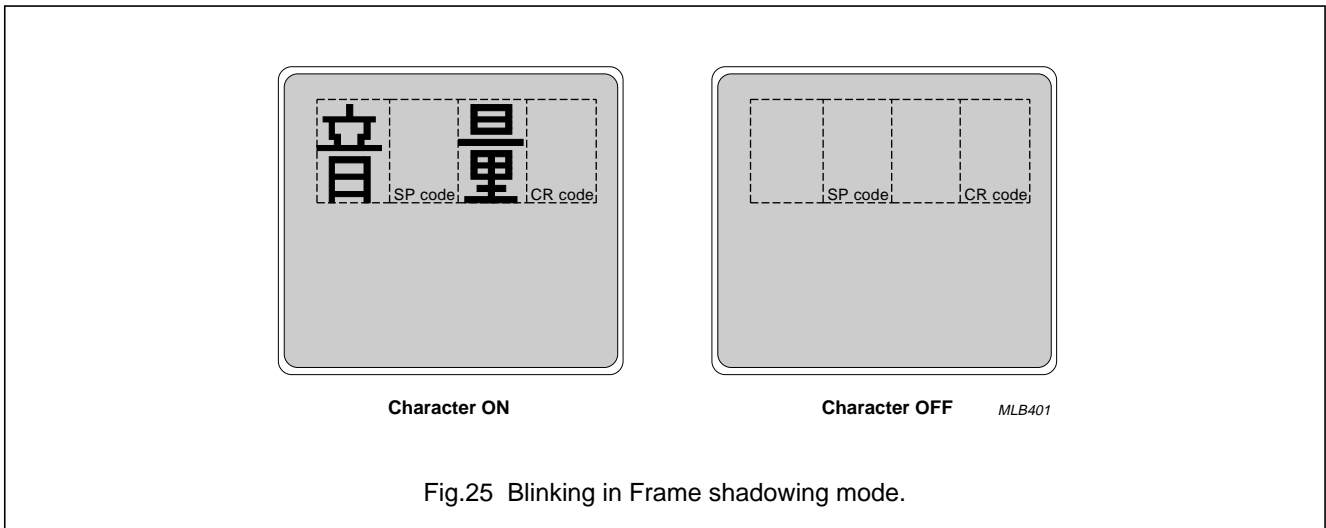 音 SP code 量 CR code
SP code CR code
Character ON
Character OFF
MLB401
Fig.25 Blinking in Frame shadowing mode.